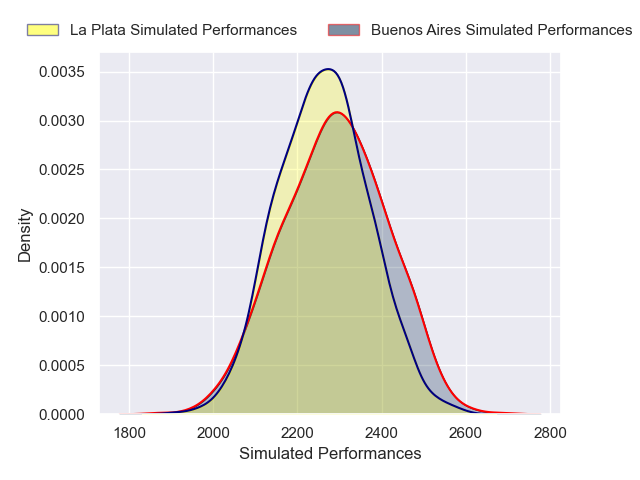 La Plata Simulated Performances
Buenos Aires Simulated Performances
0.0035
0.0030
0.0025
0.0020
0.0015
0.0010
0.0005
0.0000
Density
1800 2000 2200 2400 2600 2800
Simulated Performances